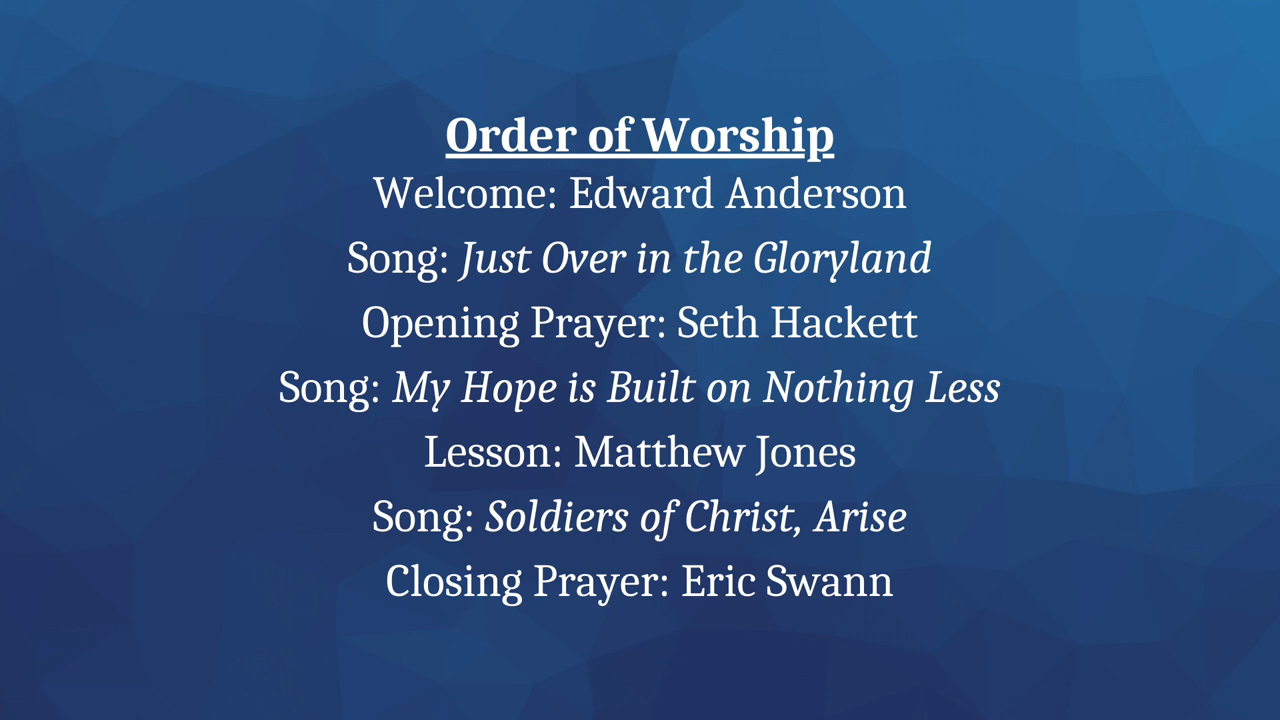 Order of Worship
Welcome: Edward Anderson
Song: Just Over in the Gloryland
Opening Prayer: Seth Hackett
Song: My Hope is Built on Nothing Less
Lesson: Matthew Jones
Song: Soldiers of Christ, Arise
Closing Prayer: Eric Swann